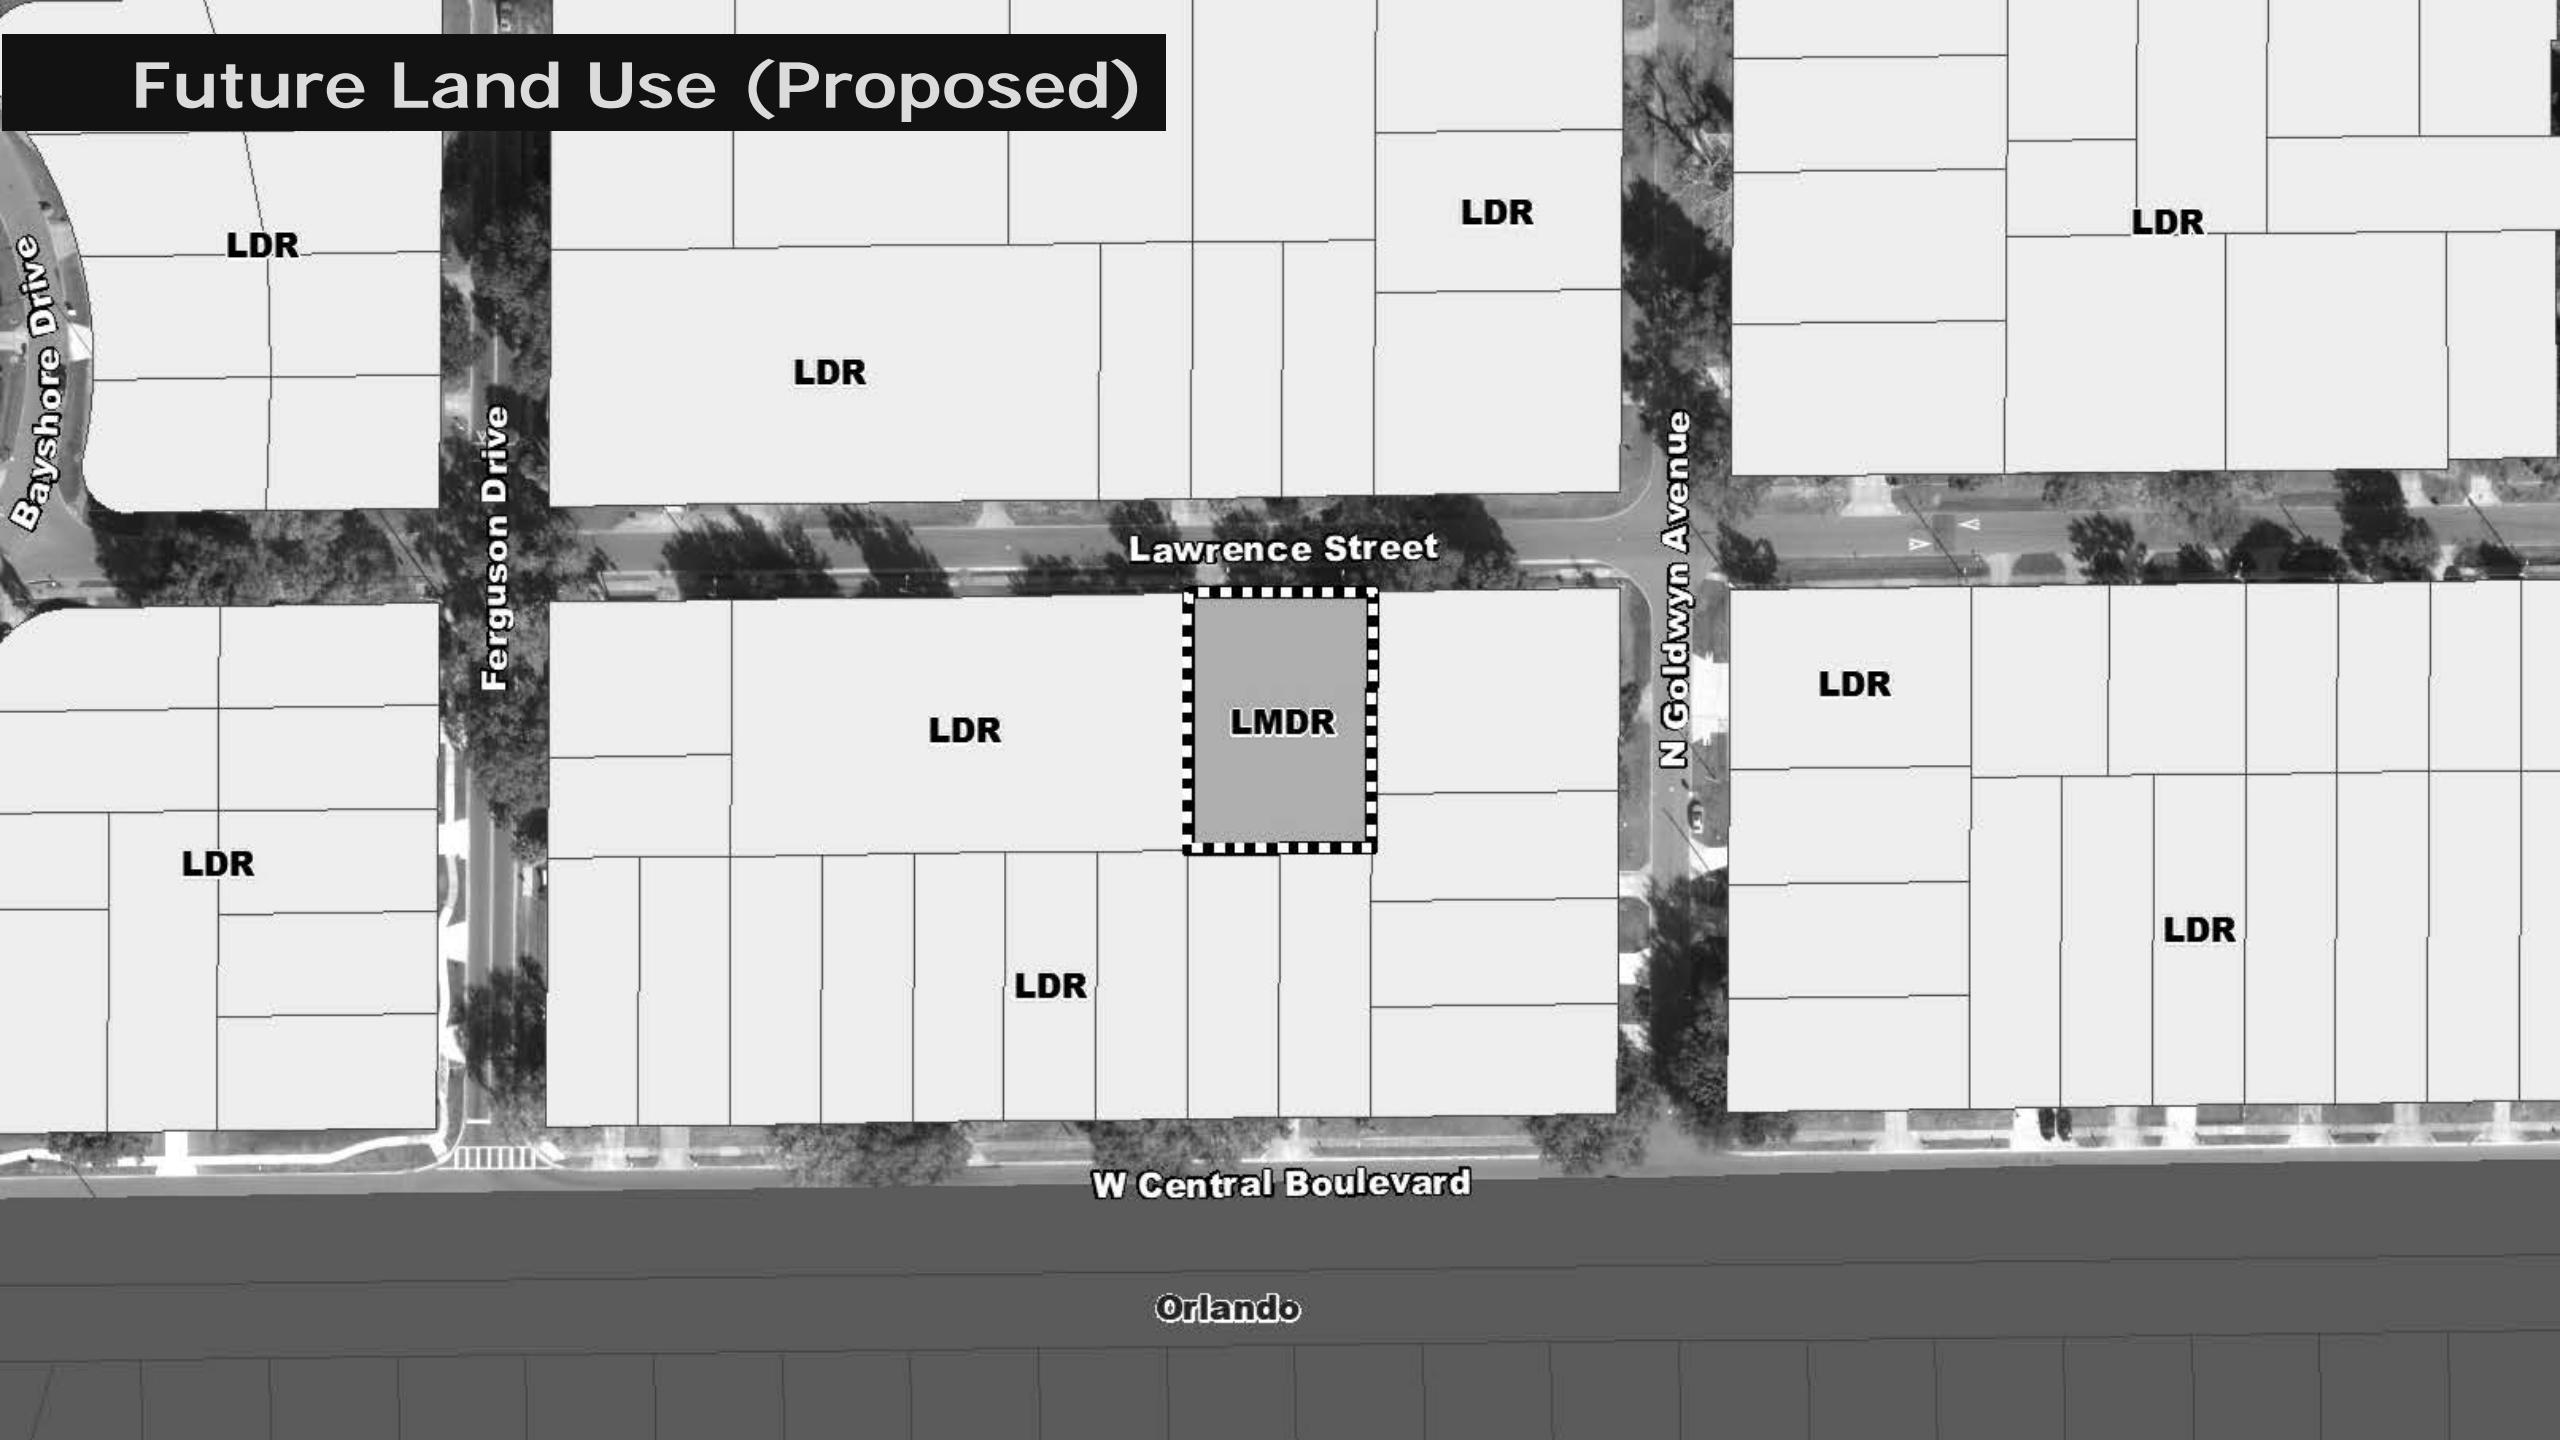 Future Land Use (Proposed)
LDR
LDR
LDR
Bayshore Drive
LDR
Ferguson Drive
N Goldwyn Avenue
Lawrence Street
LDR
LMDR
LDR
LDR
LDR
LDR
W Central Boulevard
Orlando